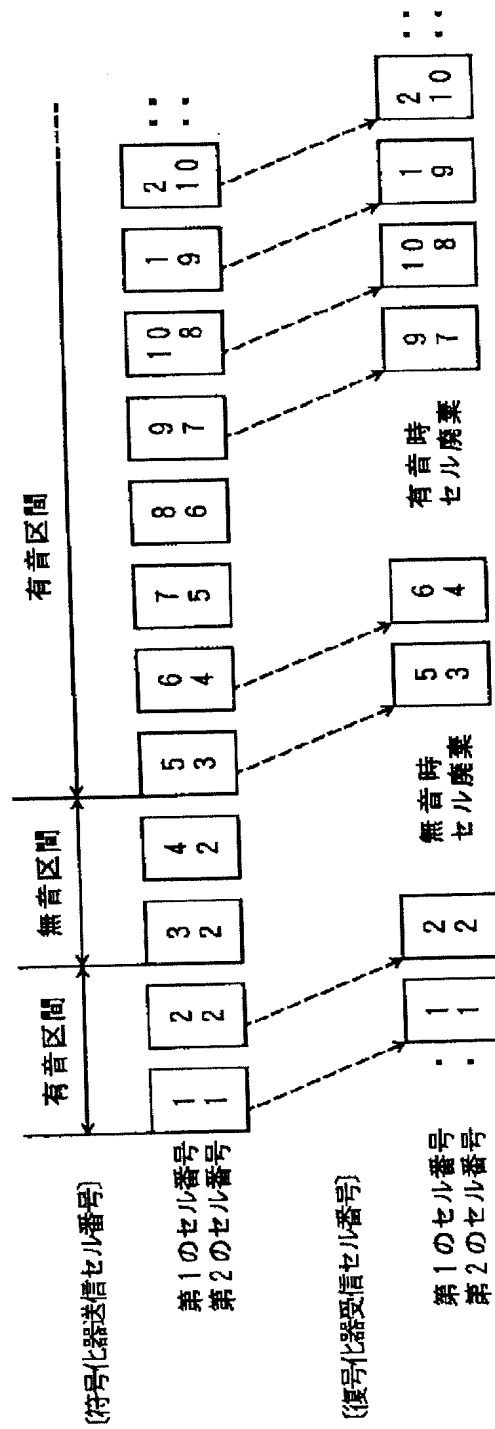 有音区間 無音区間 有音区間
〔符号化器送信セル番号〕
第1のセル番号 1 2 3 4 5 6 7 8 9 10 1 2 ・・
第2のセル番号 1 2 2 2 3 4 5 6 7 8 9 10 ・・
〔復号化器受信セル番号〕
第1のセル番号 ・ 1 2 5 6 9 10 1 2 ・・
第2のセル番号 ・ 1 2 3 4 7 8 9 10 ・・
無音時
セル廃棄
有音時
セル廃棄